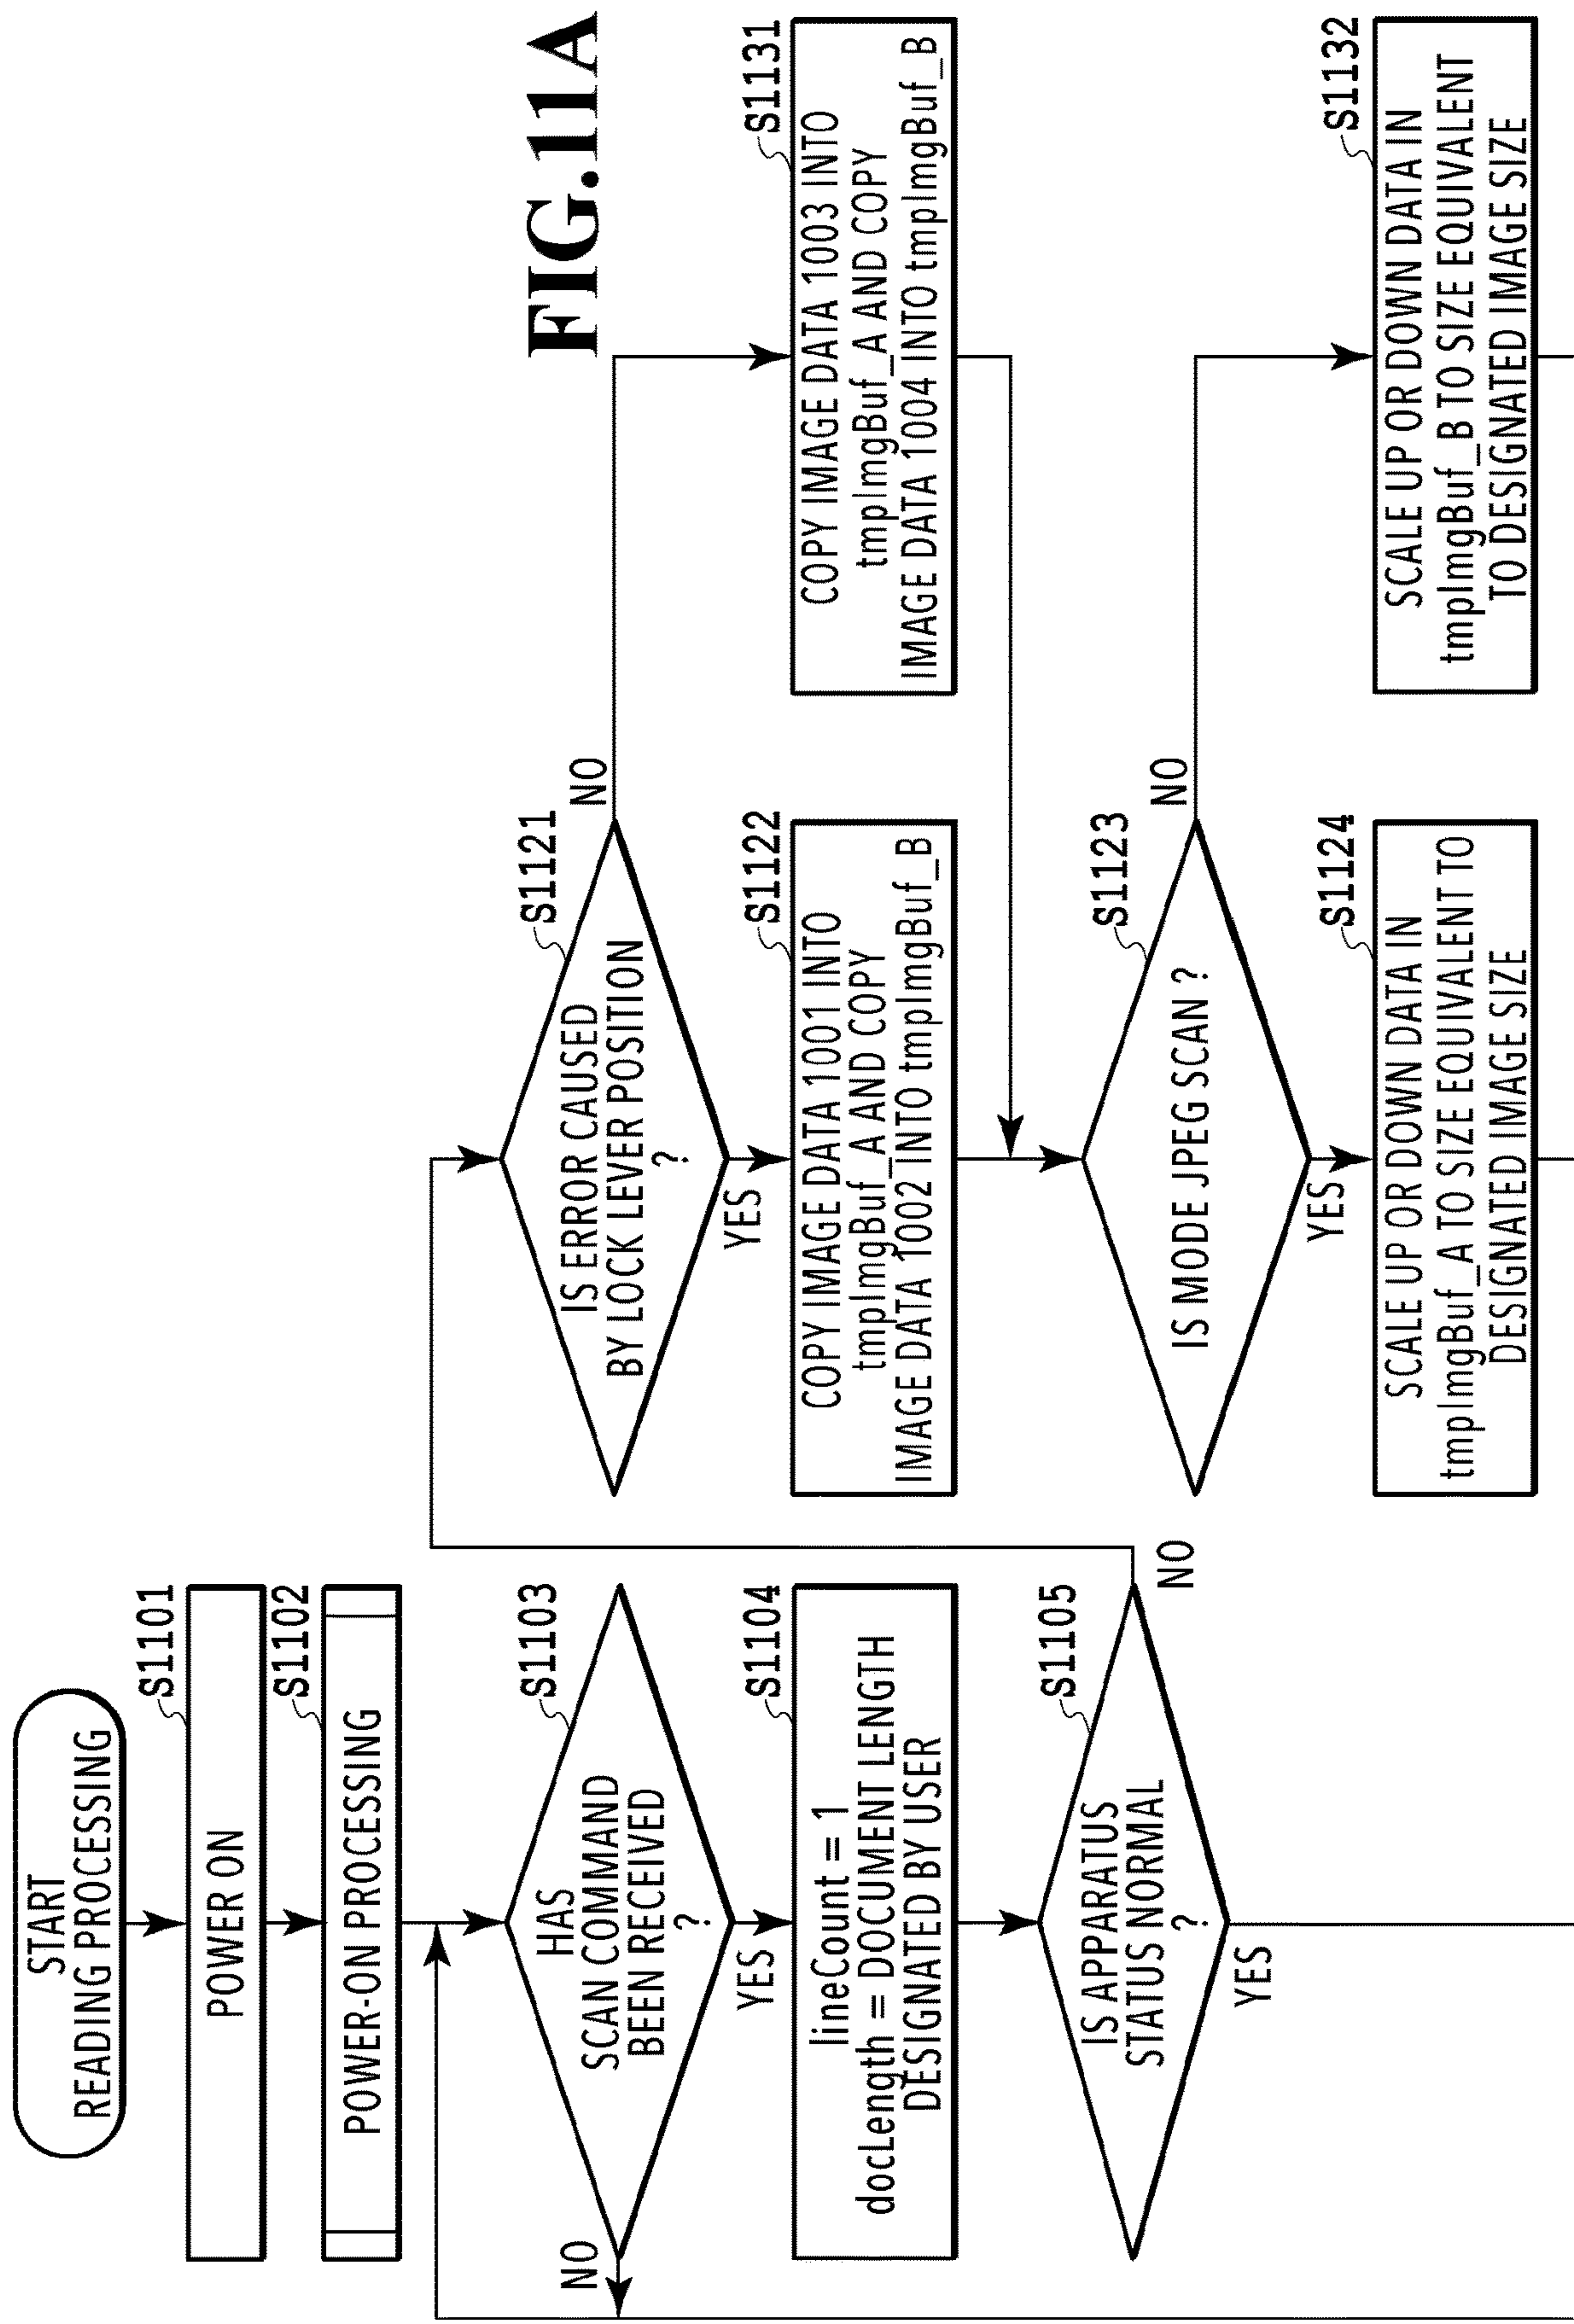 FIG.11A
START
READING PROCESSING
S1101
POWER ON
S1102
POWER-ON PROCESSING
S1103
HAS
SCAN COMMAND
BEEN RECEIVED
?
NO
YES
S1104
lineCount = 1
docLength = DOCUMENT LENGTH
DESIGNATED BY USER
S1105
IS APPARATUS
STATUS NORMAL
?
NO
YES
S1121
IS ERROR CAUSED
BY LOCK LEVER POSITION
?
NO
YES
S1122
COPY IMAGE DATA 1001 INTO
tmpImgBuf_A AND COPY
IMAGE DATA 1002 INTO tmpImgBuf_B
S1131
COPY IMAGE DATA 1003 INTO
tmpImgBuf_A AND COPY
IMAGE DATA 1004 INTO tmpImgBuf_B
S1123
IS MODE JPEG SCAN ?
NO
YES
S1124
SCALE UP OR DOWN DATA IN
tmpImgBuf_A TO SIZE EQUIVALENT TO
DESIGNATED IMAGE SIZE
S1132
SCALE UP OR DOWN DATA IN
tmpImgBuf_B TO SIZE EQUIVALENT
TO DESIGNATED IMAGE SIZE